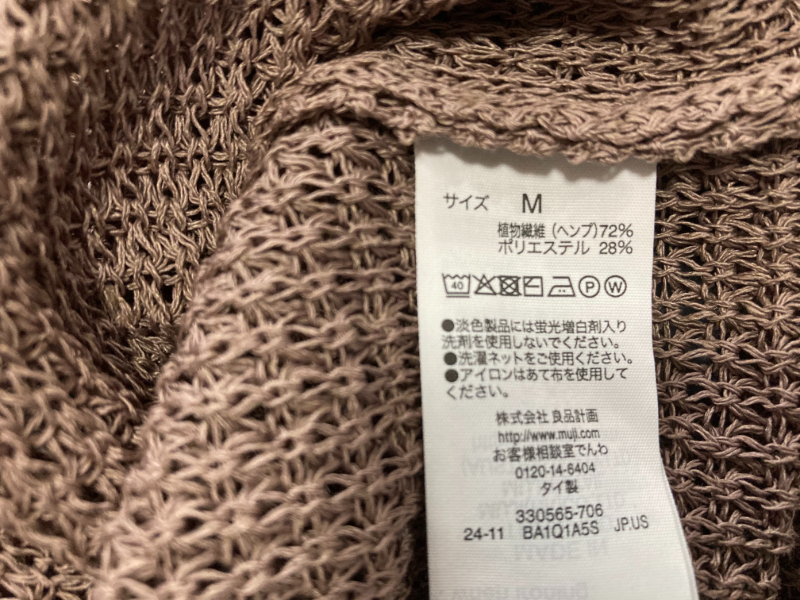 サイズ M
植物繊維(ヘンプ)72%
ポリエステル 28%
40 P W
●淡色製品には蛍光増白剤入り
洗剤を使用しないでください。
●洗濯ネットをご使用ください。
●アイロンはあて布を使用して
ください。
株式会社 良品計画
http://www.muji.com
お客様相談室でんわ
0120-14-6404
タイ製
330565-706
24-11 BA1Q1A5S JP.US